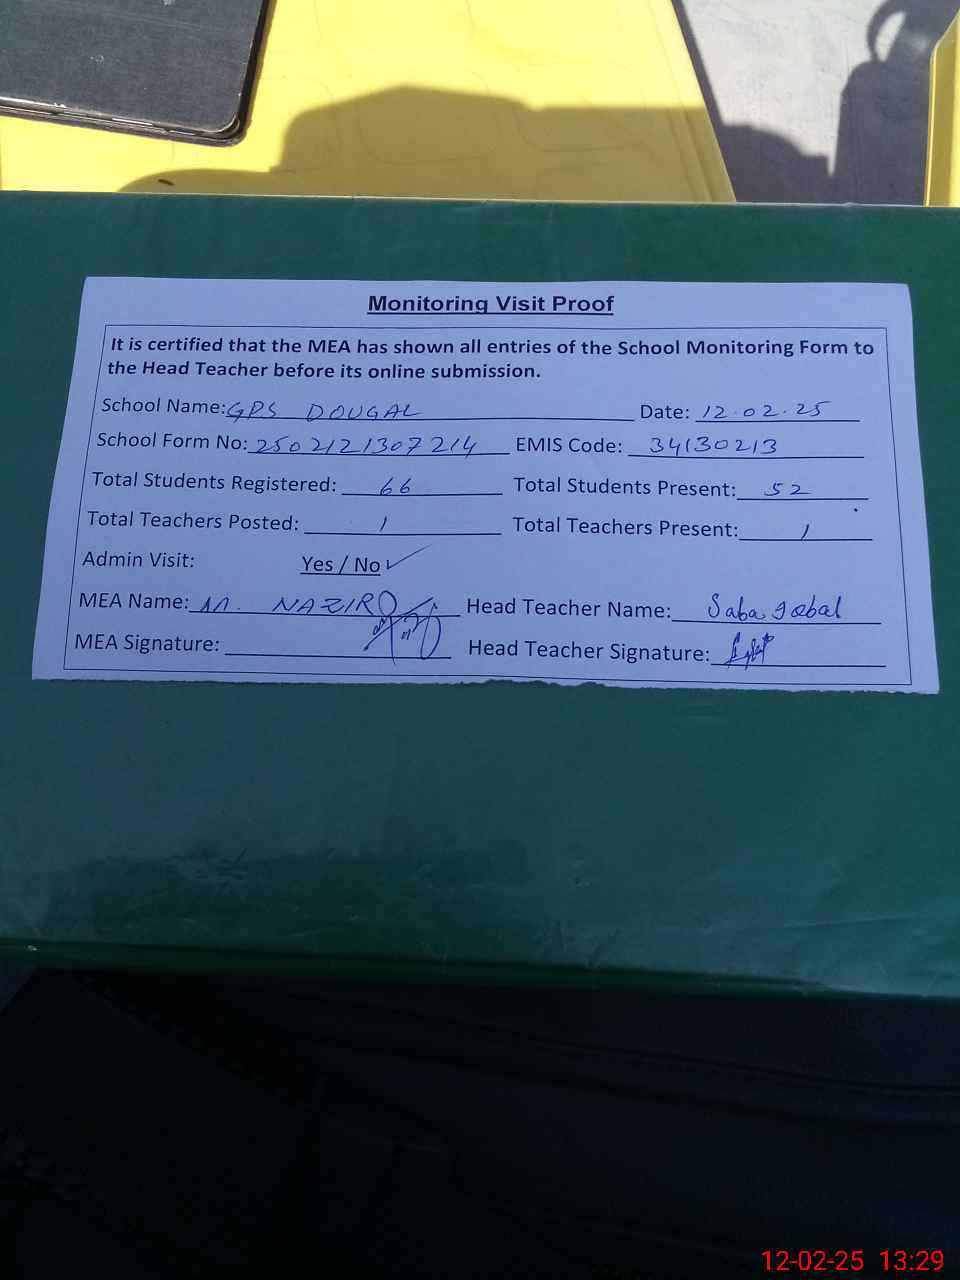 Monitoring Visit Proof
It is certified that the MEA has shown all entries of the School Monitoring Form to
the Head Teacher before its online submission.
School Name: GPS DOUGAL Date: 12.02.25
School Form No: 2502121307214 EMIS Code: 34130213
Total Students Registered: 66 Total Students Present: 52
Total Teachers Posted: 1 Total Teachers Present: 1
Admin Visit: Yes / No ✓
MEA Name: M. NAZIR Head Teacher Name: Saba Iqbal
MEA Signature: Head Teacher Signature:
12-02-25 13:29